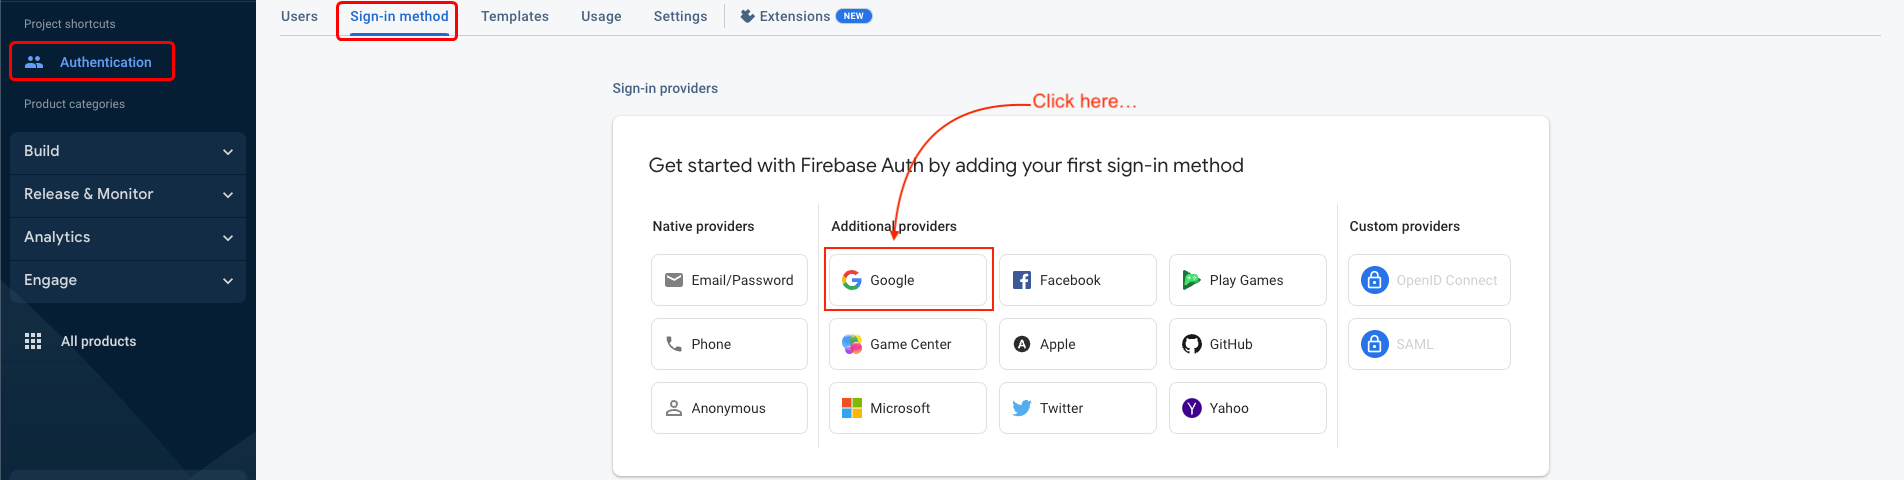 Project shortcuts
Authentication
Product categories
Build
Release & Monitor
Analytics
Engage
All products
Users
Sign-in method
Templates
Usage
Settings
Extensions NEW
Sign-in providers
Click here...
Get started with Firebase Auth by adding your first sign-in method
Native providers
Email/Password
Phone
Anonymous
Additional providers
Google
Facebook
Play Games
Game Center
Apple
GitHub
Microsoft
Twitter
Yahoo
Custom providers
OpenID Connect
SAML